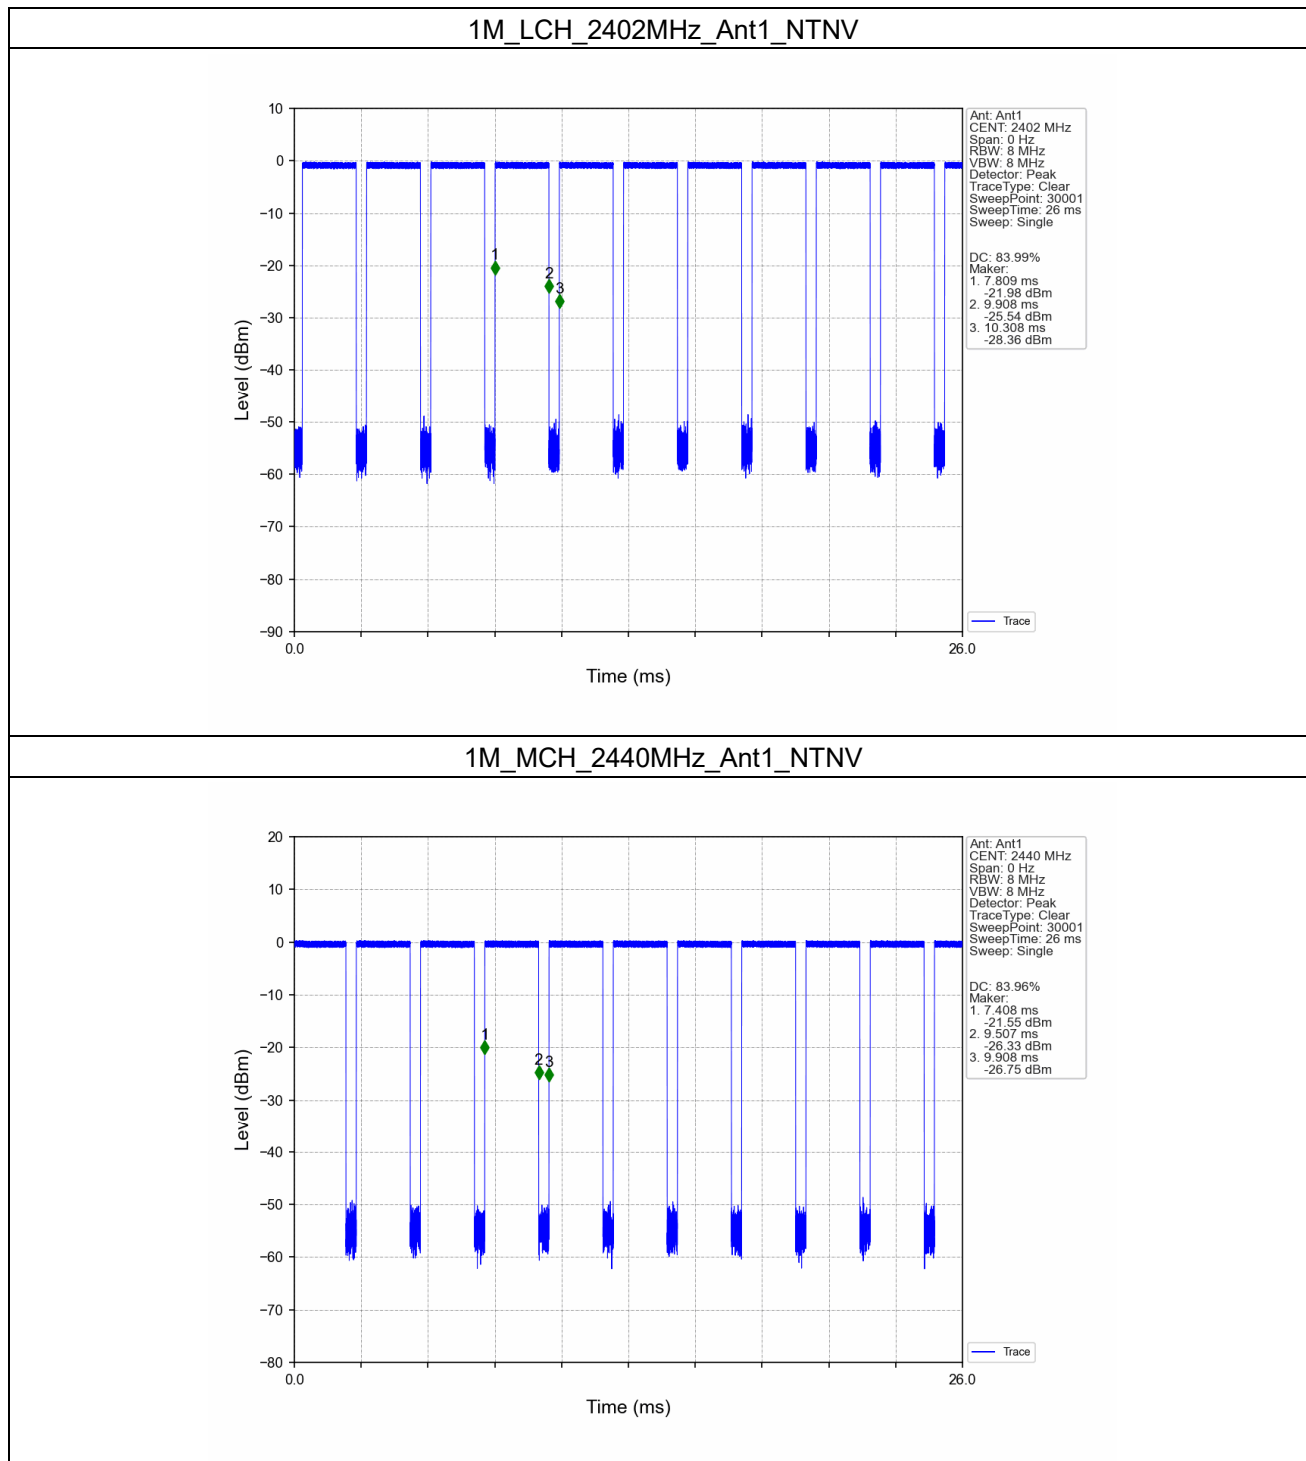 1M_LCH_2402MHz_Ant1_NTNV
10
0
−10
−20
−30
−40
−50
−60
−70
−80
−90
Level (dBm)
1
2
3
0.0
26.0
Time (ms)
Ant: Ant1
CENT: 2402 MHz
Span: 0 Hz
RBW: 8 MHz
VBW: 8 MHz
Detector: Peak
TraceType: Clear
SweepPoint: 30001
SweepTime: 26 ms
Sweep: Single
DC: 83.99%
Maker:
1. 7.809 ms
-21.98 dBm
2. 9.908 ms
-25.54 dBm
3. 10.308 ms
-28.36 dBm
Trace
1M_MCH_2440MHz_Ant1_NTNV
20
10
0
−10
−20
−30
−40
−50
−60
−70
−80
Level (dBm)
1
2 3
0.0
26.0
Time (ms)
Ant: Ant1
CENT: 2440 MHz
Span: 0 Hz
RBW: 8 MHz
VBW: 8 MHz
Detector: Peak
TraceType: Clear
SweepPoint: 30001
SweepTime: 26 ms
Sweep: Single
DC: 83.96%
Maker:
1. 7.408 ms
-21.55 dBm
2. 9.507 ms
-26.33 dBm
3. 9.908 ms
-26.75 dBm
Trace